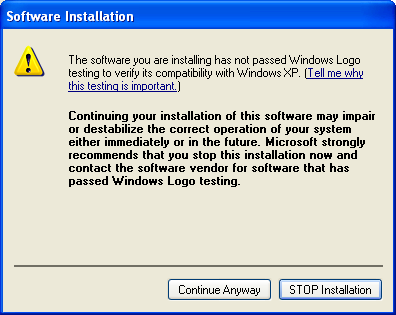 Software Installation
The software you are installing has not passed Windows Logo
testing to verify its compatibility with Windows XP. (Tell me why
this testing is important.)
Continuing your installation of this software may impair
or destabilize the correct operation of your system
either immediately or in the future. Microsoft strongly
recommends that you stop this installation now and
contact the software vendor for software that has
passed Windows Logo testing.
Continue Anyway
STOP Installation